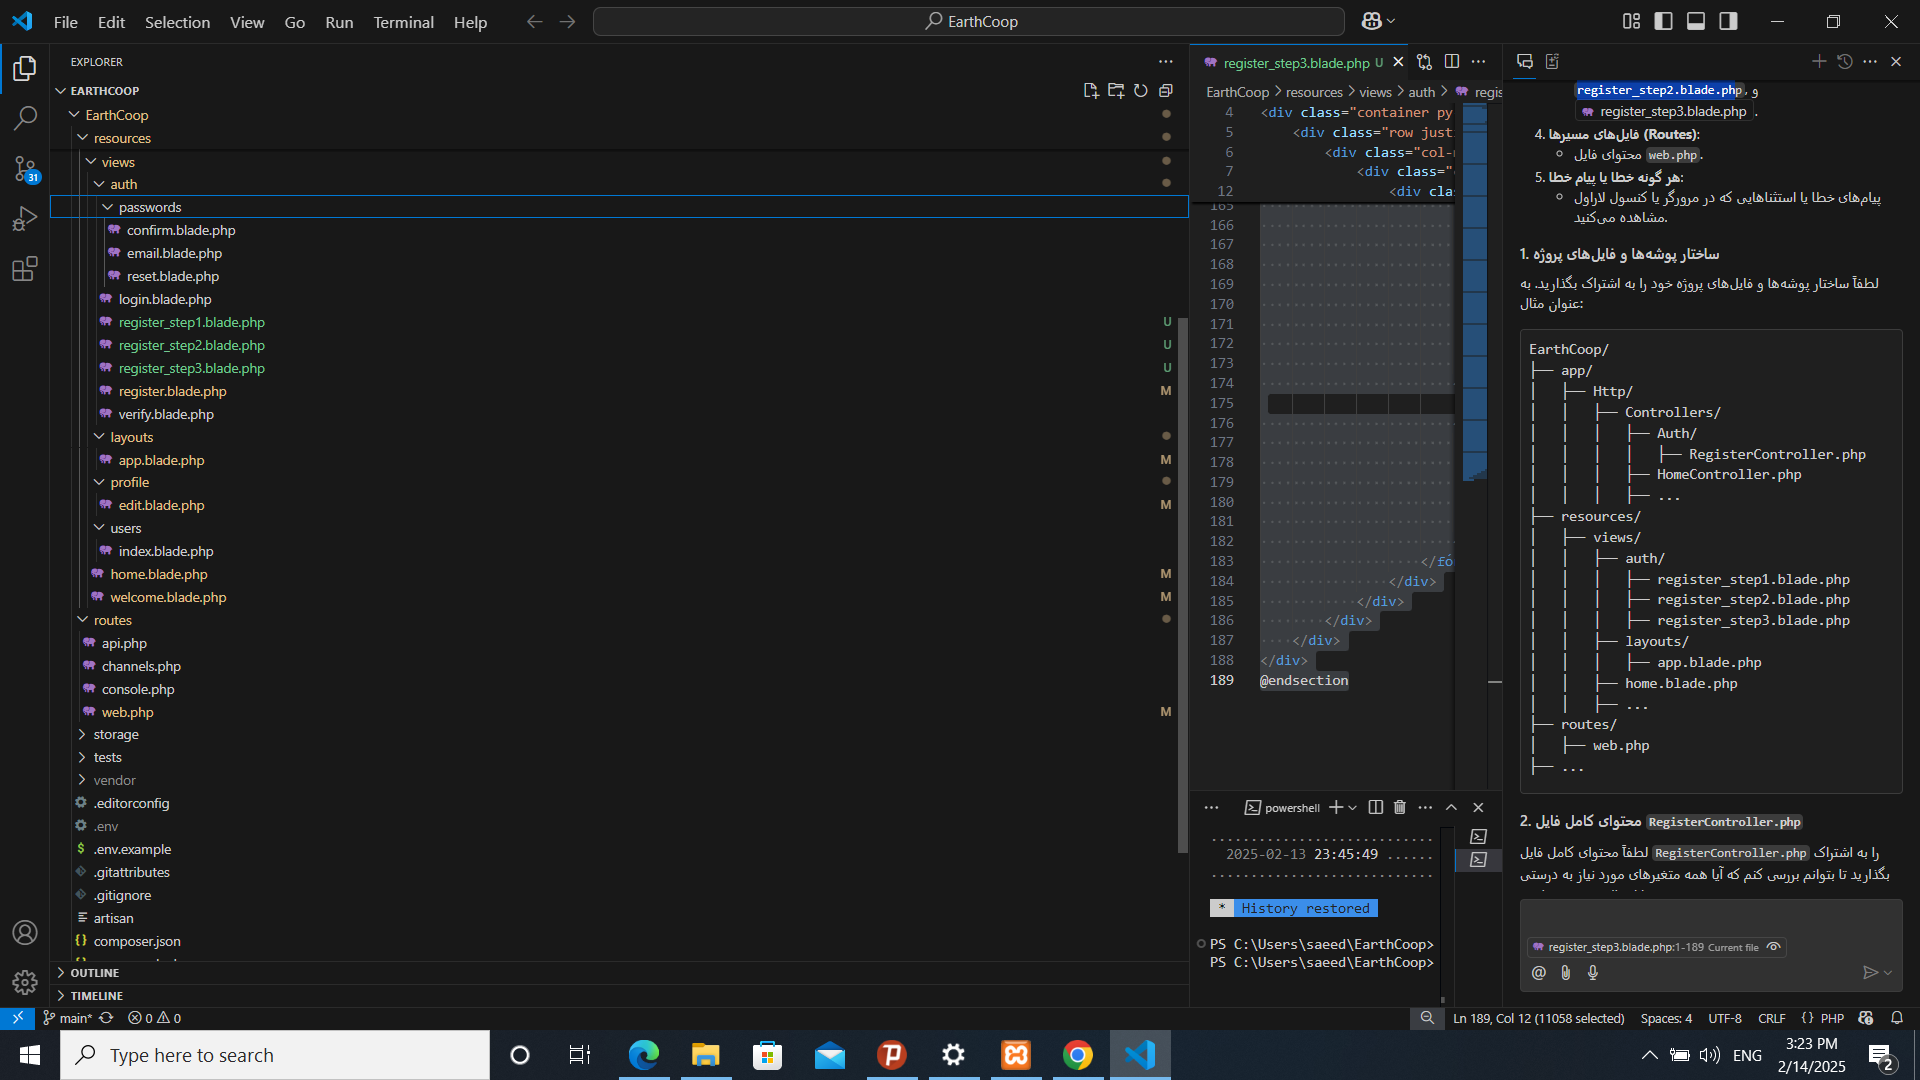 File Edit Selection View Go Run Terminal Help
EarthCoop
EXPLORER
EARTHCOOP
EarthCoop
resources
views
auth
passwords
confirm.blade.php
email.blade.php
reset.blade.php
login.blade.php
register_step1.blade.php U
register_step2.blade.php U
register_step3.blade.php U
register.blade.php M
verify.blade.php
layouts
app.blade.php M
profile
edit.blade.php M
users
index.blade.php
home.blade.php M
welcome.blade.php M
routes
api.php
channels.php
console.php
web.php M
storage
tests
vendor
.editorconfig
.env
.env.example
.gitattributes
.gitignore
artisan
composer.json
OUTLINE
TIMELINE
31
register_step3.blade.php U
EarthCoop > resources > views > auth >
4 <div class="container py
5 <div class="row just
6 <div class="col-
7 <div class="
12 <div cla
165
166
167
168
169
170
171
172
173
174
175
176
177
178
179
180
181
182
183 </fo
184 </div>
185 </div>
186 </div>
187 </div>
188 </div>
189 @endsection
powershell
2025-02-13 23:45:49
* History restored
PS C:\Users\saeed\EarthCoop>
PS C:\Users\saeed\EarthCoop>
register_step2.blade.php, و
register_step3.blade.php .
4. فایل‌های مسیرها (Routes):
محتوای فایل web.php.
5. هر گونه خطا یا پیام خطا:
پیام‌های خطا یا استثناهایی که در مرورگر یا کنسول لاراول
مشاهده می‌کنید.
1. ساختار پوشه‌ها و فایل‌های پروژه
لطفاً ساختار پوشه‌ها و فایل‌های پروژه خود را به اشتراک بگذارید. به
عنوان مثال:
EarthCoop/
├── app/
│   ├── Http/
│   │   ├── Controllers/
│   │   │   ├── Auth/
│   │   │   │   ├── RegisterController.php
│   │   │   ├── HomeController.php
│   │   │   ├── ...
├── resources/
│   ├── views/
│   │   ├── auth/
│   │   │   ├── register_step1.blade.php
│   │   │   ├── register_step2.blade.php
│   │   │   ├── register_step3.blade.php
│   │   ├── layouts/
│   │   │   ├── app.blade.php
│   │   ├── home.blade.php
│   │   ├── ...
├── routes/
│   ├── web.php
├── ...
2. محتوای کامل فایل RegisterController.php
لطفاً محتوای کامل فایل RegisterController.php را به اشتراک
بگذارید تا بتوانم بررسی کنم که آیا همه متغیرهای مورد نیاز به درستی
register_step3.blade.php:1-189 Current file
main* 0 0
Ln 189, Col 12 (11058 selected) Spaces: 4 UTF-8 CRLF {} PHP
Type here to search
ENG
3:23 PM
2/14/2025
2